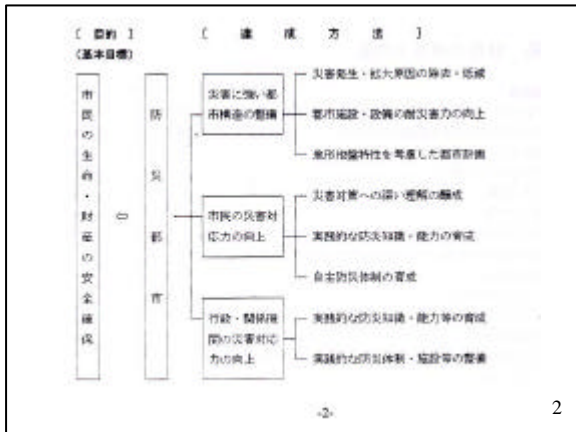 ［ 目的 ］
［ 達 成 方 法 ］
(基本目標)
市民の生命・財産の安全確保
⇦
防災都市
災害に強い都
市構造の整備
災害発生・拡大原因の除去・低減
都市施設・設備の耐災害力の向上
地形地盤特性を考慮した都市計画
市民の災害対
応力の向上
災害対策への深い理解の醸成
実践的な防災知識・能力の育成
自主防災体制の育成
行政・関係機
関の災害対応
力の向上
実践的な防災知識・能力等の育成
実践的な防災体制・施設等の整備
-2-
2